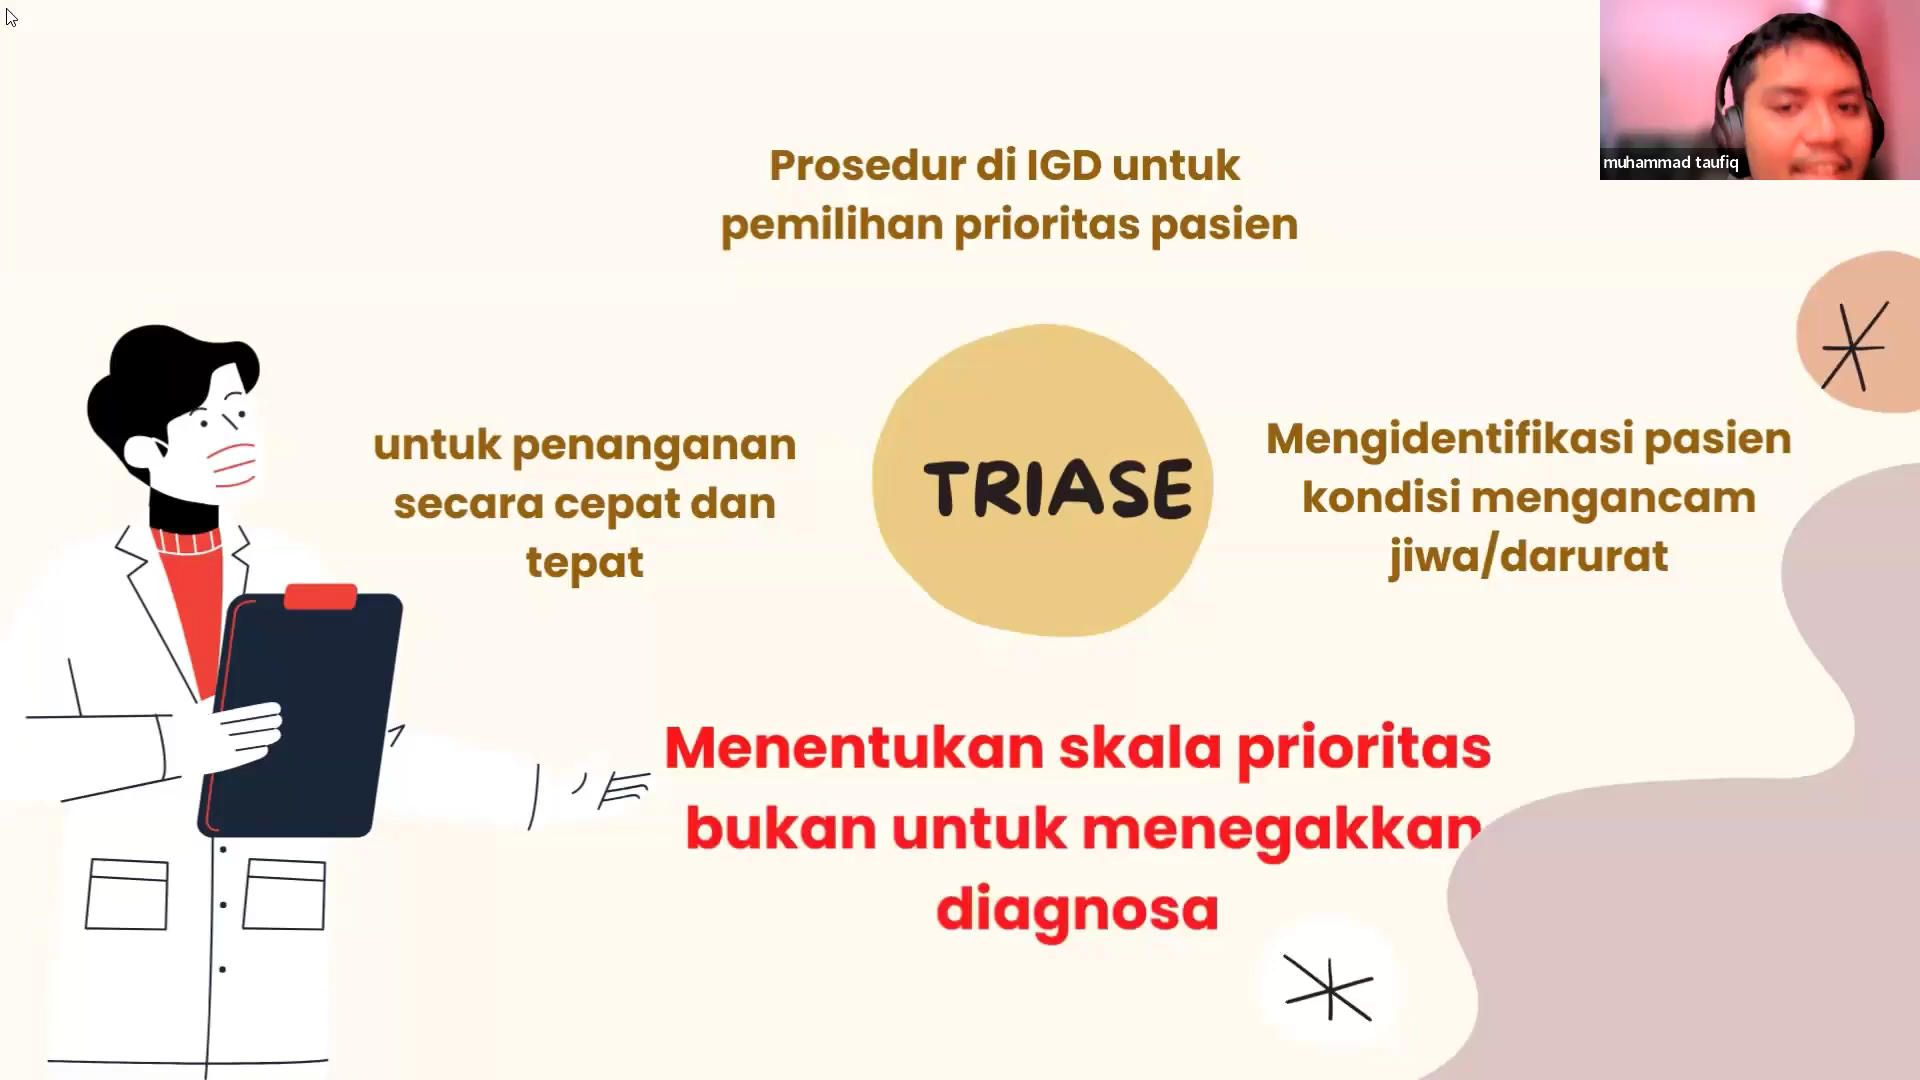 muhammad taufiq
Prosedur di IGD untuk
pemilihan prioritas pasien
untuk penanganan
secara cepat dan
tepat
TRIASE
Mengidentifikasi pasien
kondisi mengancam
jiwa/darurat
Menentukan skala prioritas
bukan untuk menegakkan
diagnosa